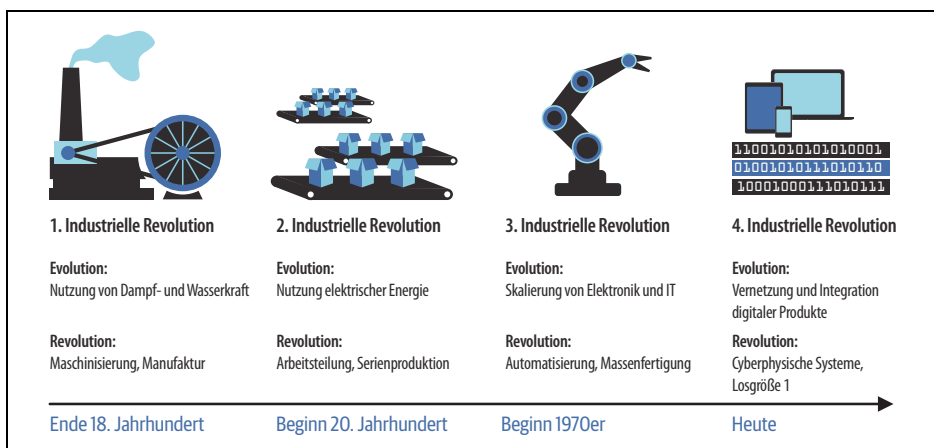 11001010101010001
01001010111010110
10001000111010111
1. Industrielle Revolution
Evolution:
Nutzung von Dampf- und Wasserkraft
Revolution:
Maschinisierung, Manufaktur
Ende 18. Jahrhundert
2. Industrielle Revolution
Evolution:
Nutzung elektrischer Energie
Revolution:
Arbeitsteilung, Serienproduktion
Beginn 20. Jahrhundert
3. Industrielle Revolution
Evolution:
Skalierung von Elektronik und IT
Revolution:
Automatisierung, Massenfertigung
Beginn 1970er
4. Industrielle Revolution
Evolution:
Vernetzung und Integration
digitaler Produkte
Revolution:
Cyberphysische Systeme,
Losgröße 1
Heute